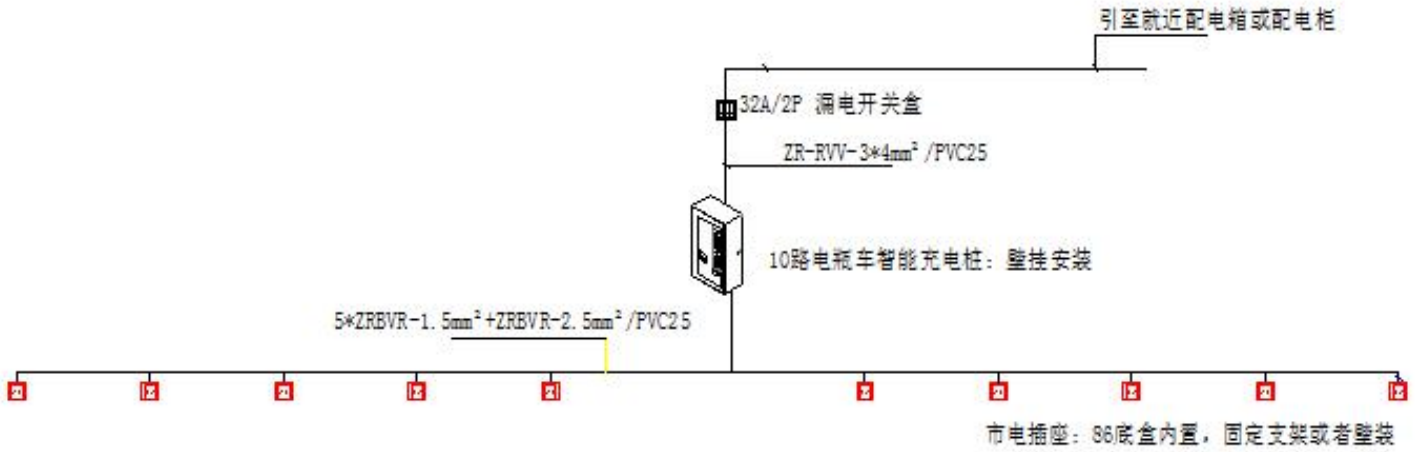 引至就近配电箱或配电柜
32A/2P 漏电开关盒
ZR-RVV-3*4mm²/PVC25
10路电瓶车智能充电桩：壁挂安装
5*ZRBVR-1.5mm²+ZRBVR-2.5mm²/PVC25
市电插座：86底盒内置，固定支架或者壁装